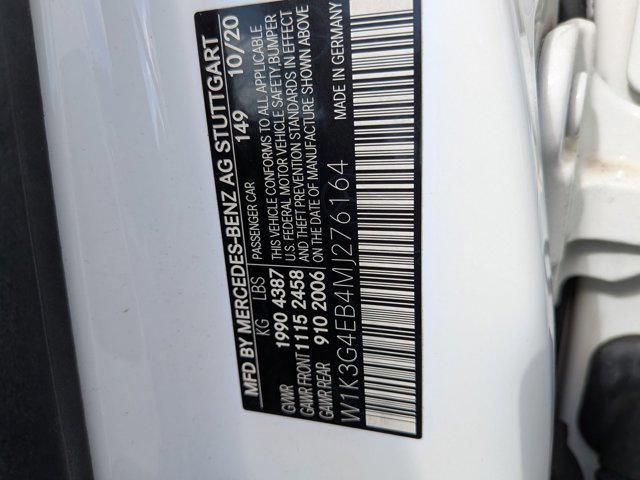 MFD BY MERCEDES-BENZ AG STUTTGART
149 10/20
KG LBS PASSENGER CAR
GVWR 1990 4387
GAWR FRONT 1115 2458
GAWR REAR 910 2006
THIS VEHICLE CONFORMS TO ALL APPLICABLE
U.S. FEDERAL MOTOR VEHICLE SAFETY, BUMPER
AND THEFT PREVENTION STANDARDS IN EFFECT
ON THE DATE OF MANUFACTURE SHOWN ABOVE
MADE IN GERMANY
W1K3G4EB4MJ276164